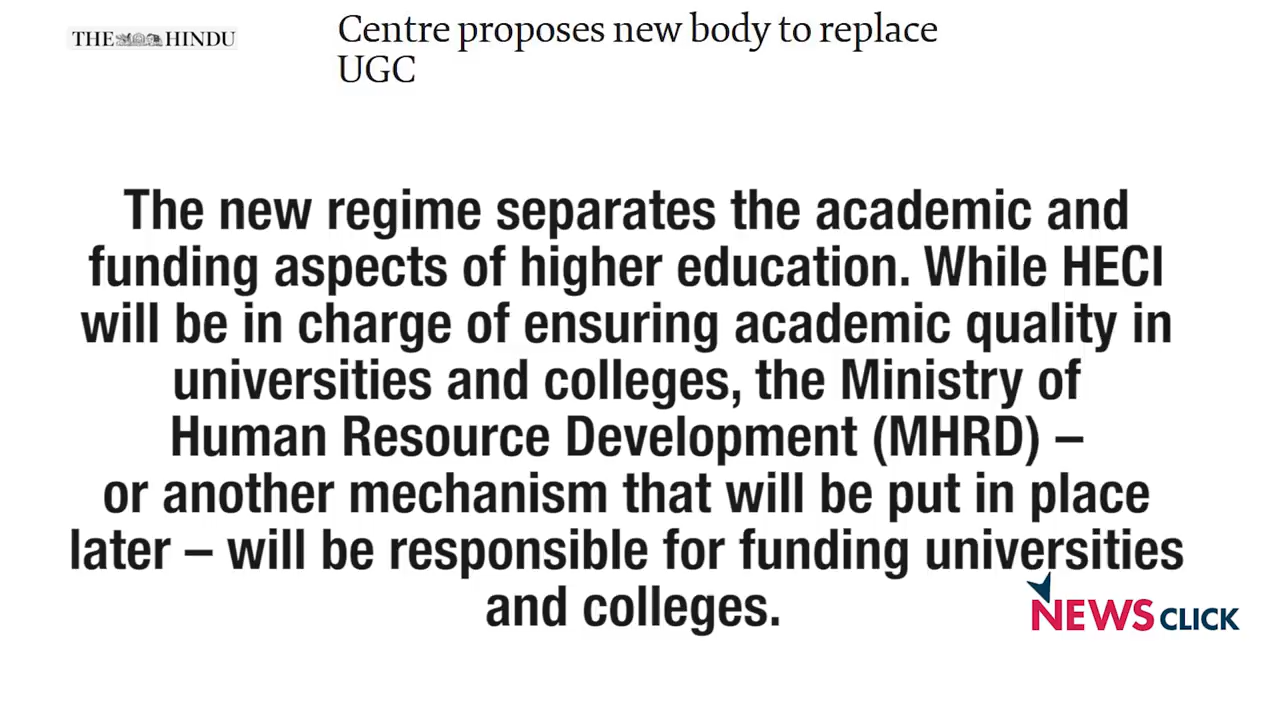 THE HINDU
Centre proposes new body to replace
UGC
The new regime separates the academic and
funding aspects of higher education. While HECI
will be in charge of ensuring academic quality in
universities and colleges, the Ministry of
Human Resource Development (MHRD) –
or another mechanism that will be put in place
later – will be responsible for funding universities
and colleges.
NEWSCLICK